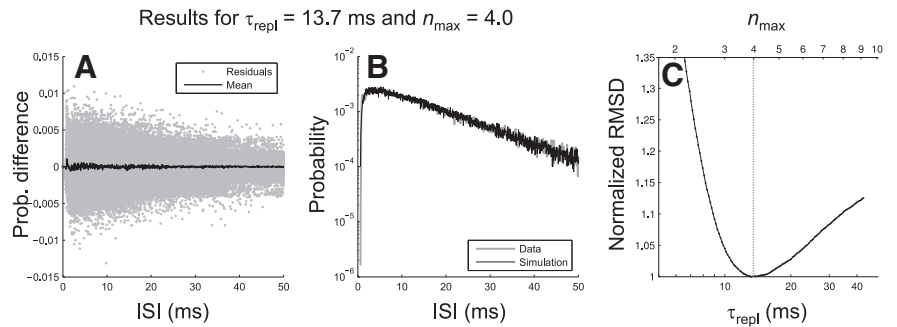 Results for τrepl = 13.7 ms and nmax = 4.0
A
Prob. difference
0.015
0.01
0.005
0
−0.005
−0.01
−0.015
Residuals
Mean
0 10 20 30 40 50
ISI (ms)
B
Probability
10−2
10−3
10−4
10−5
10−6
Data
Simulation
0 10 20 30 40 50
ISI (ms)
nmax
2 3 4 5 6 7 8 9 10
C
Normalized RMSD
1.35
1.3
1.25
1.2
1.15
1.1
1.05
1
10 20 30 40
τrepl (ms)